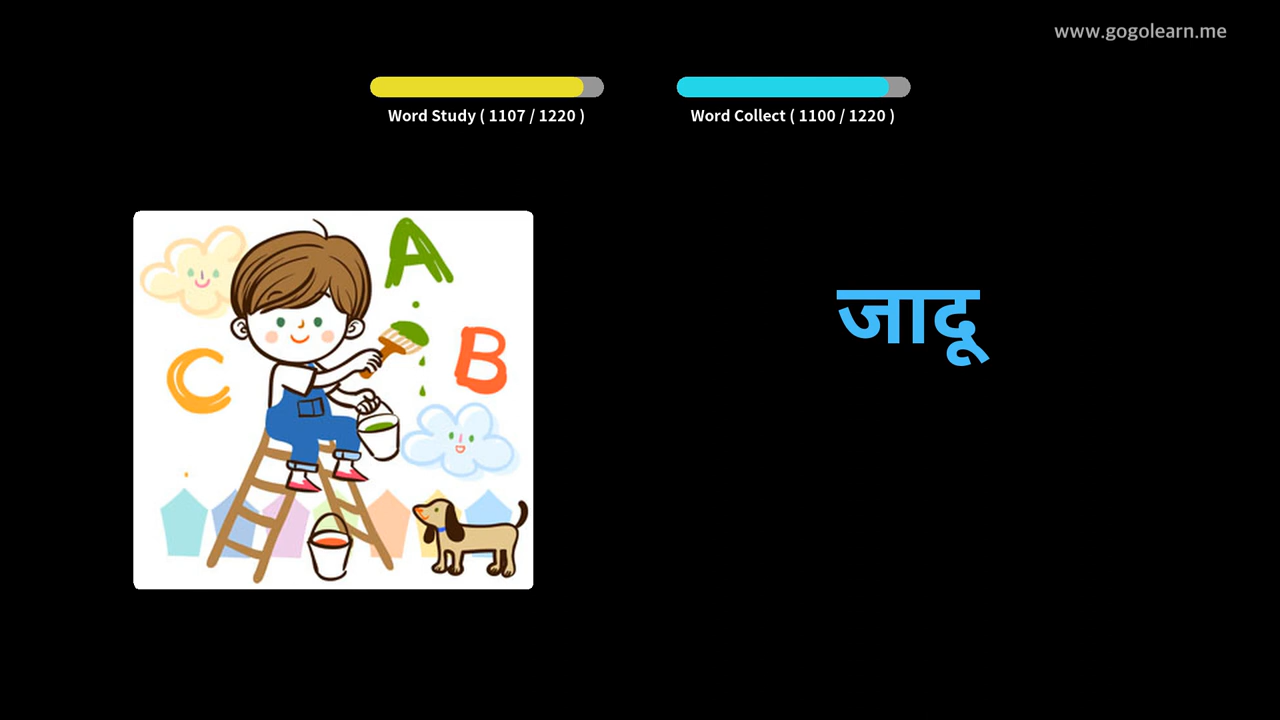 www.gogolearn.me
Word Study ( 1107 / 1220 )
Word Collect ( 1100 / 1220 )
A
B
C
जादू